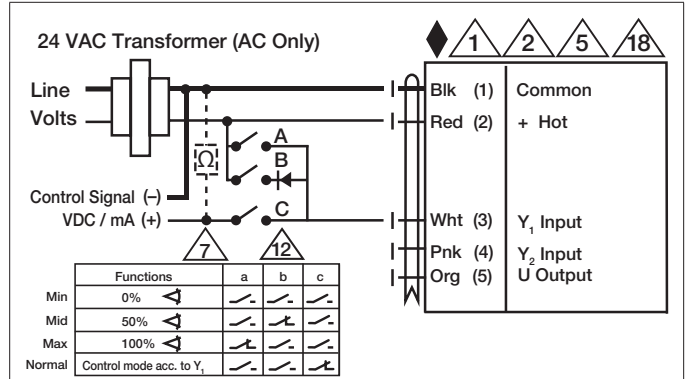 24 VAC Transformer (AC Only)
1 2 5 18
Line
Volts
Blk (1) Common
Red (2) + Hot
A
Ω
B
Control Signal (–)
VDC / mA (+)
C
Wht (3) Y₁ Input
7 12
Pnk (4) Y₂ Input
Org (5) U Output
Functions a b c
Min 0%
Mid 50%
Max 100%
Normal Control mode acc. to Y₁